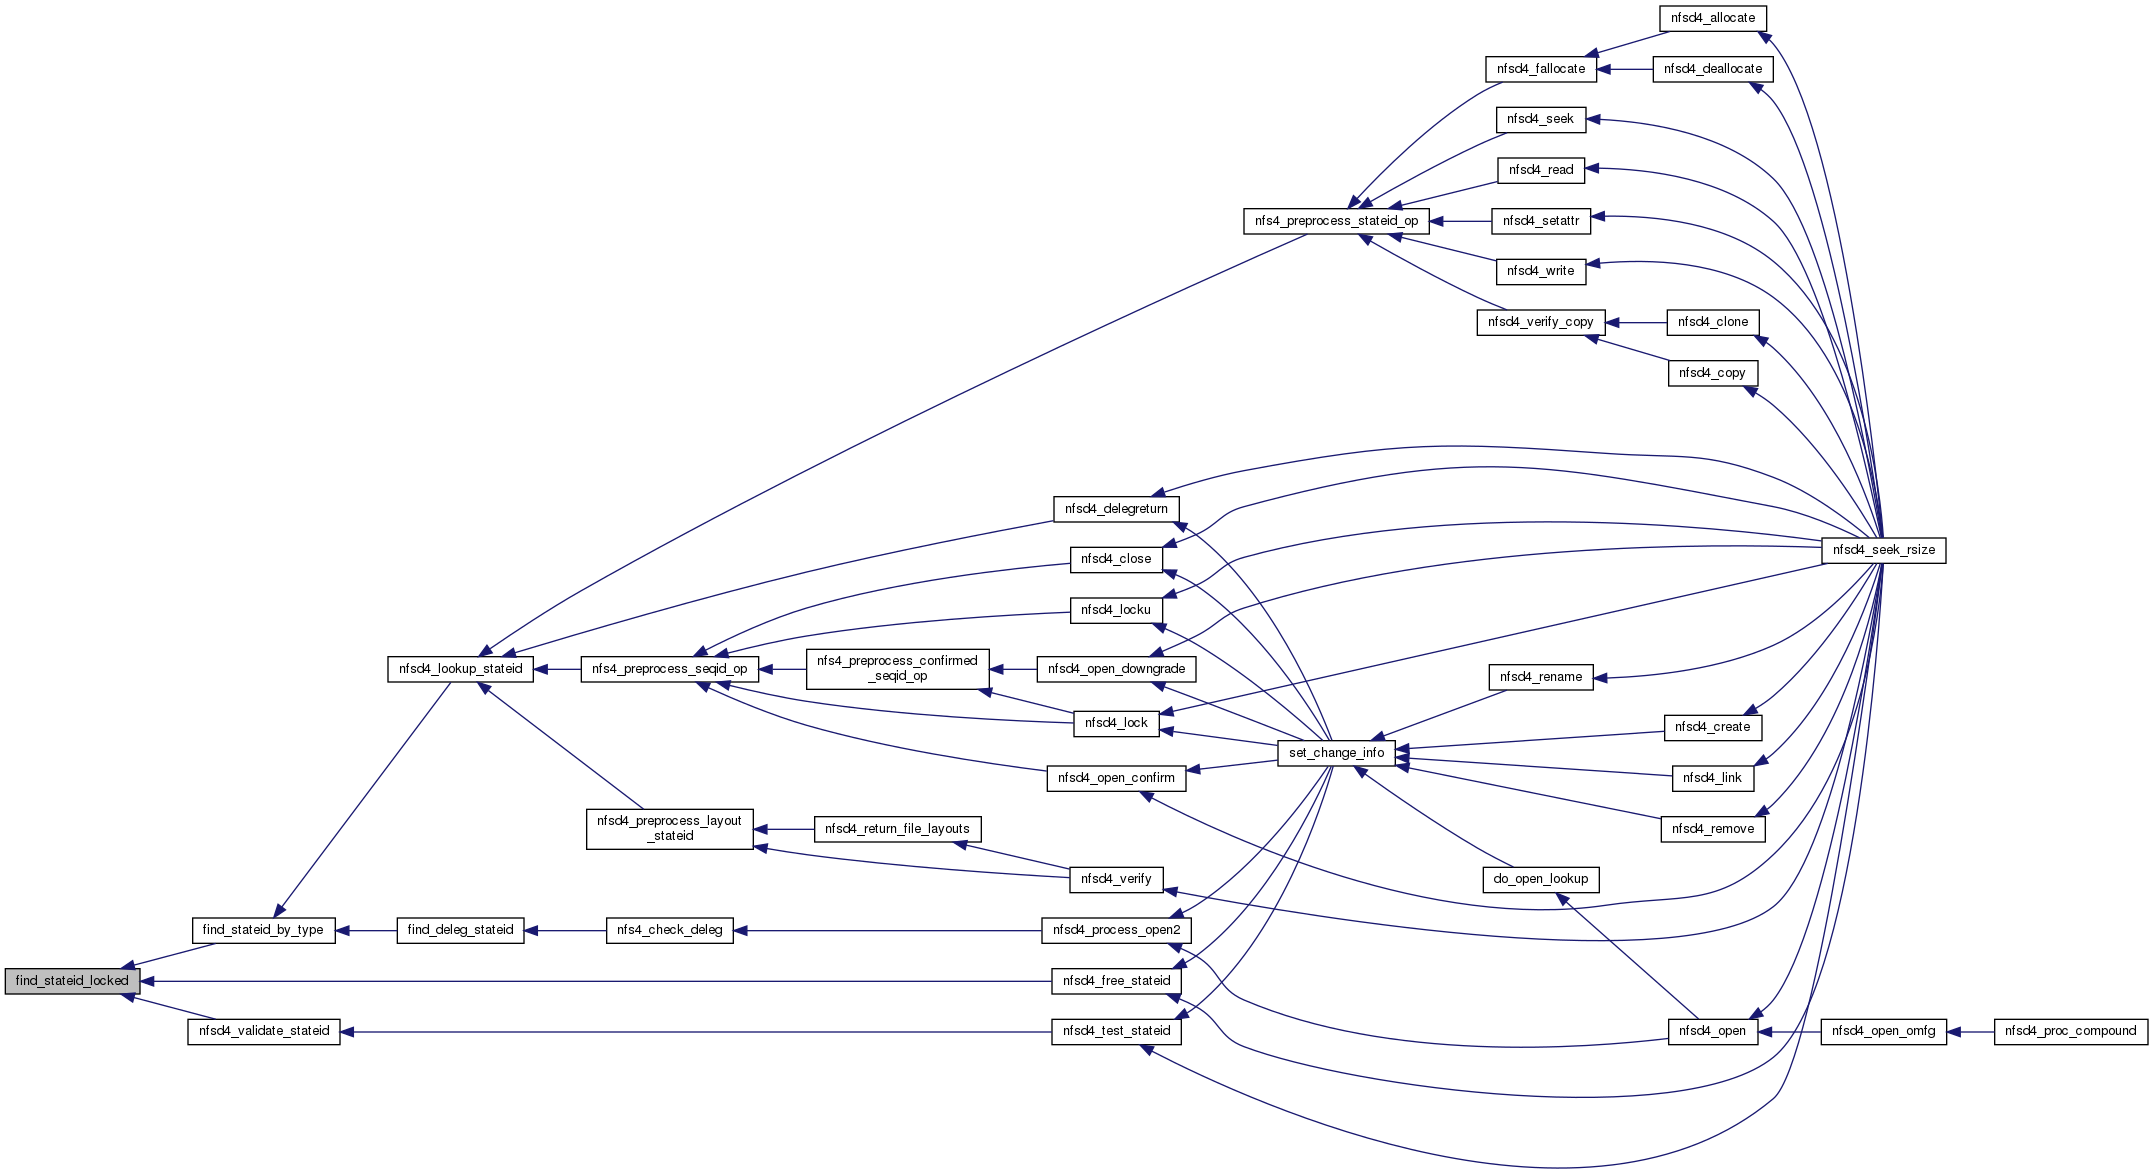 nfsd4_allocate
nfsd4_fallocate
nfsd4_deallocate
nfsd4_seek
nfsd4_read
nfs4_preprocess_stateid_op
nfsd4_setattr
nfsd4_write
nfsd4_verify_copy
nfsd4_clone
nfsd4_copy
nfsd4_delegreturn
nfsd4_close
nfsd4_seek_rsize
nfsd4_locku
nfsd4_lookup_stateid
nfs4_preprocess_seqid_op
nfs4_preprocess_confirmed
_seqid_op
nfsd4_open_downgrade
nfsd4_rename
nfsd4_lock
nfsd4_create
set_change_info
nfsd4_open_confirm
nfsd4_link
nfsd4_preprocess_layout
_stateid
nfsd4_return_file_layouts
nfsd4_remove
nfsd4_verify
do_open_lookup
find_stateid_by_type
find_deleg_stateid
nfs4_check_deleg
nfsd4_process_open2
find_stateid_locked
nfsd4_free_stateid
nfsd4_validate_stateid
nfsd4_test_stateid
nfsd4_open
nfsd4_open_omfg
nfsd4_proc_compound